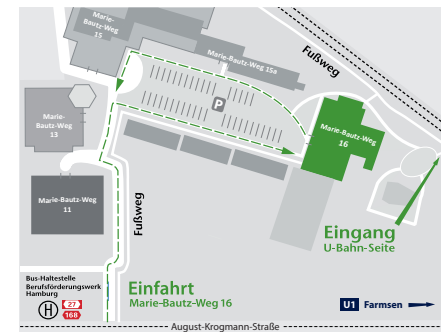 Marie-
Bautz-Weg
15
Marie-Bautz-Weg 15a
Fußweg
P
Marie-Bautz-Weg
16
Marie-
Bautz-Weg
13
Marie-Bautz-Weg
11
Fußweg
Eingang
U-Bahn-Seite
Bus-Haltestelle
Berufsförderungswerk
Hamburg
H
27
168
Einfahrt
Marie-Bautz-Weg 16
U1 Farmsen
August-Krogmann-Straße